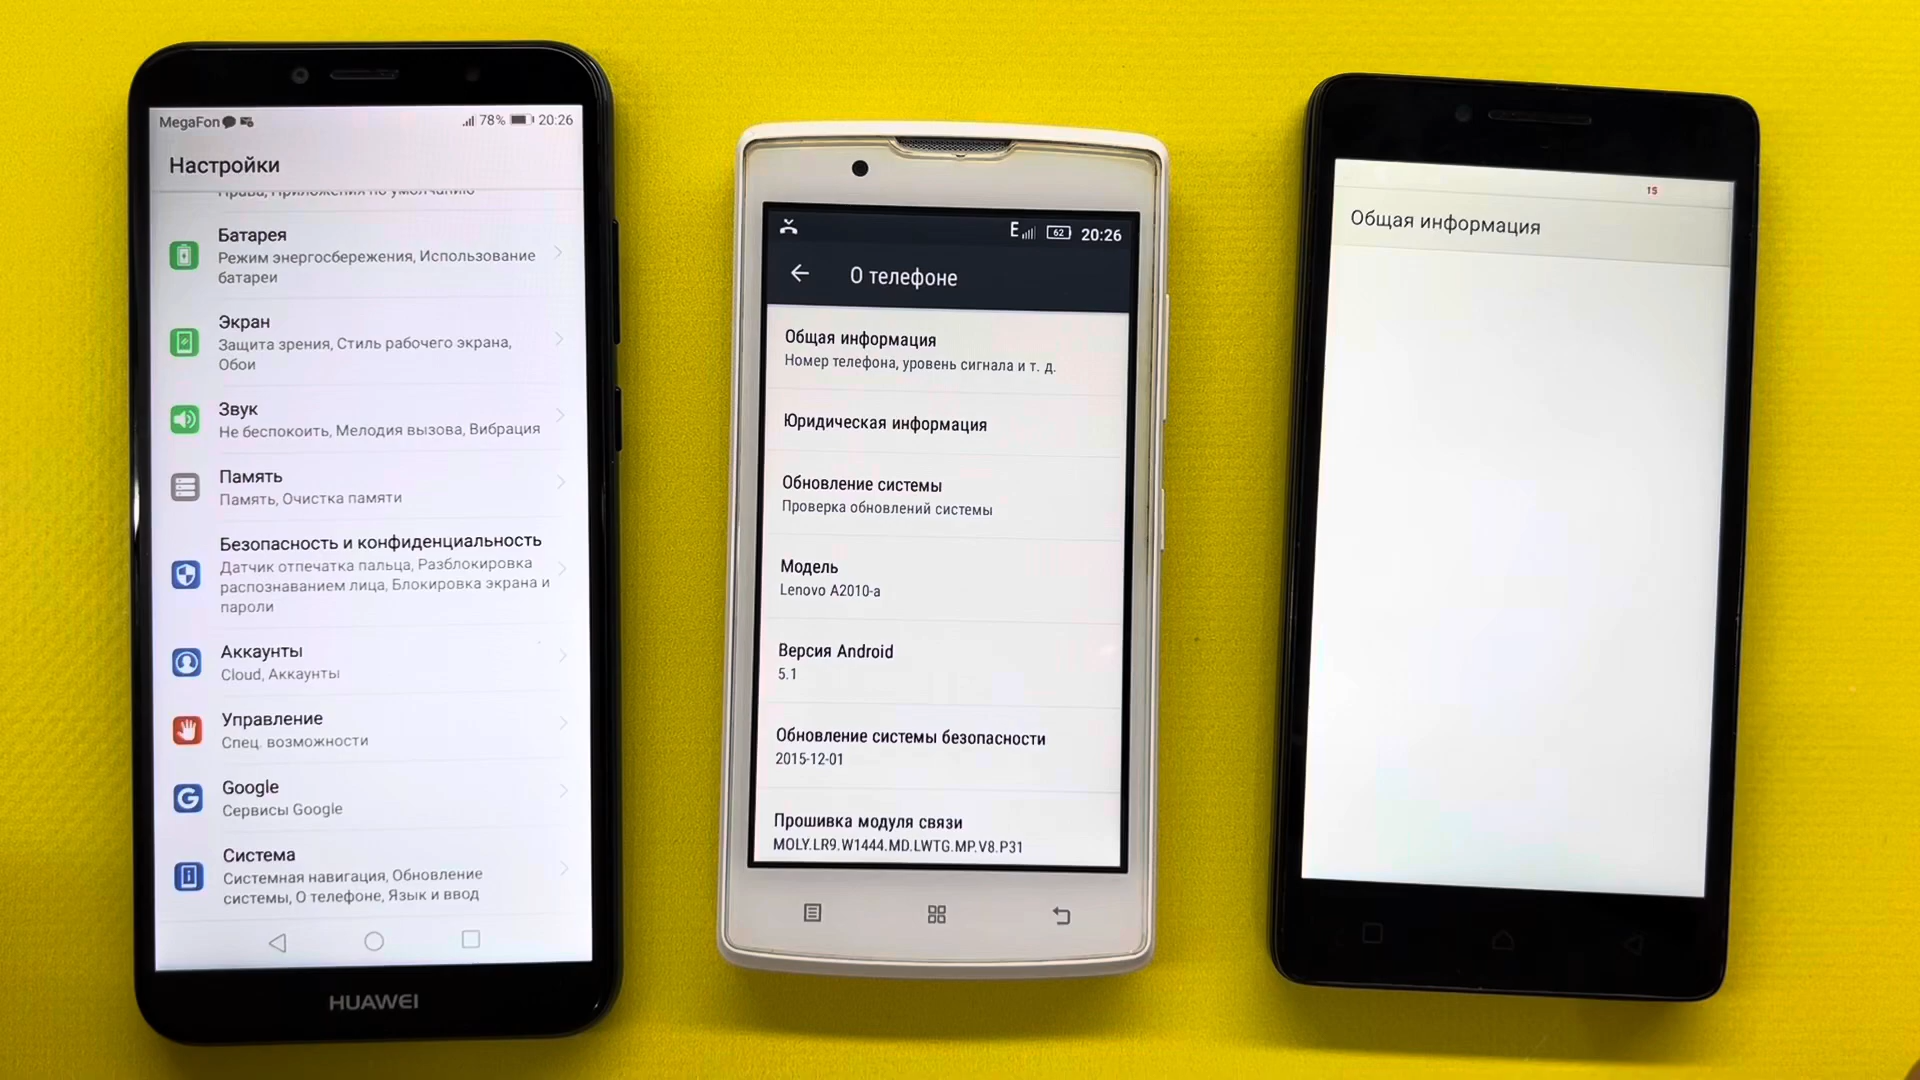 MegaFon 78% 20:26
Настройки
Права, Приложения по умолчанию
Батарея
Режим энергосбережения, Использование
батареи
Экран
Защита зрения, Стиль рабочего экрана,
Обои
Звук
Не беспокоить, Мелодия вызова, Вибрация
Память
Память, Очистка памяти
Безопасность и конфиденциальность
Датчик отпечатка пальца, Разблокировка
распознаванием лица, Блокировка экрана и
пароли
Аккаунты
Cloud, Аккаунты
Управление
Спец. возможности
Google
Сервисы Google
Система
Системная навигация, Обновление
системы, О телефоне, Язык и ввод
HUAWEI
E 62 20:26
О телефоне
Общая информация
Номер телефона, уровень сигнала и т. д.
Юридическая информация
Обновление системы
Проверка обновлений системы
Модель
Lenovo A2010-a
Версия Android
5.1
Обновление системы безопасности
2015-12-01
Прошивка модуля связи
MOLY.LR9.W1444.MD.LWTG.MP.V8.P31
15
Общая информация